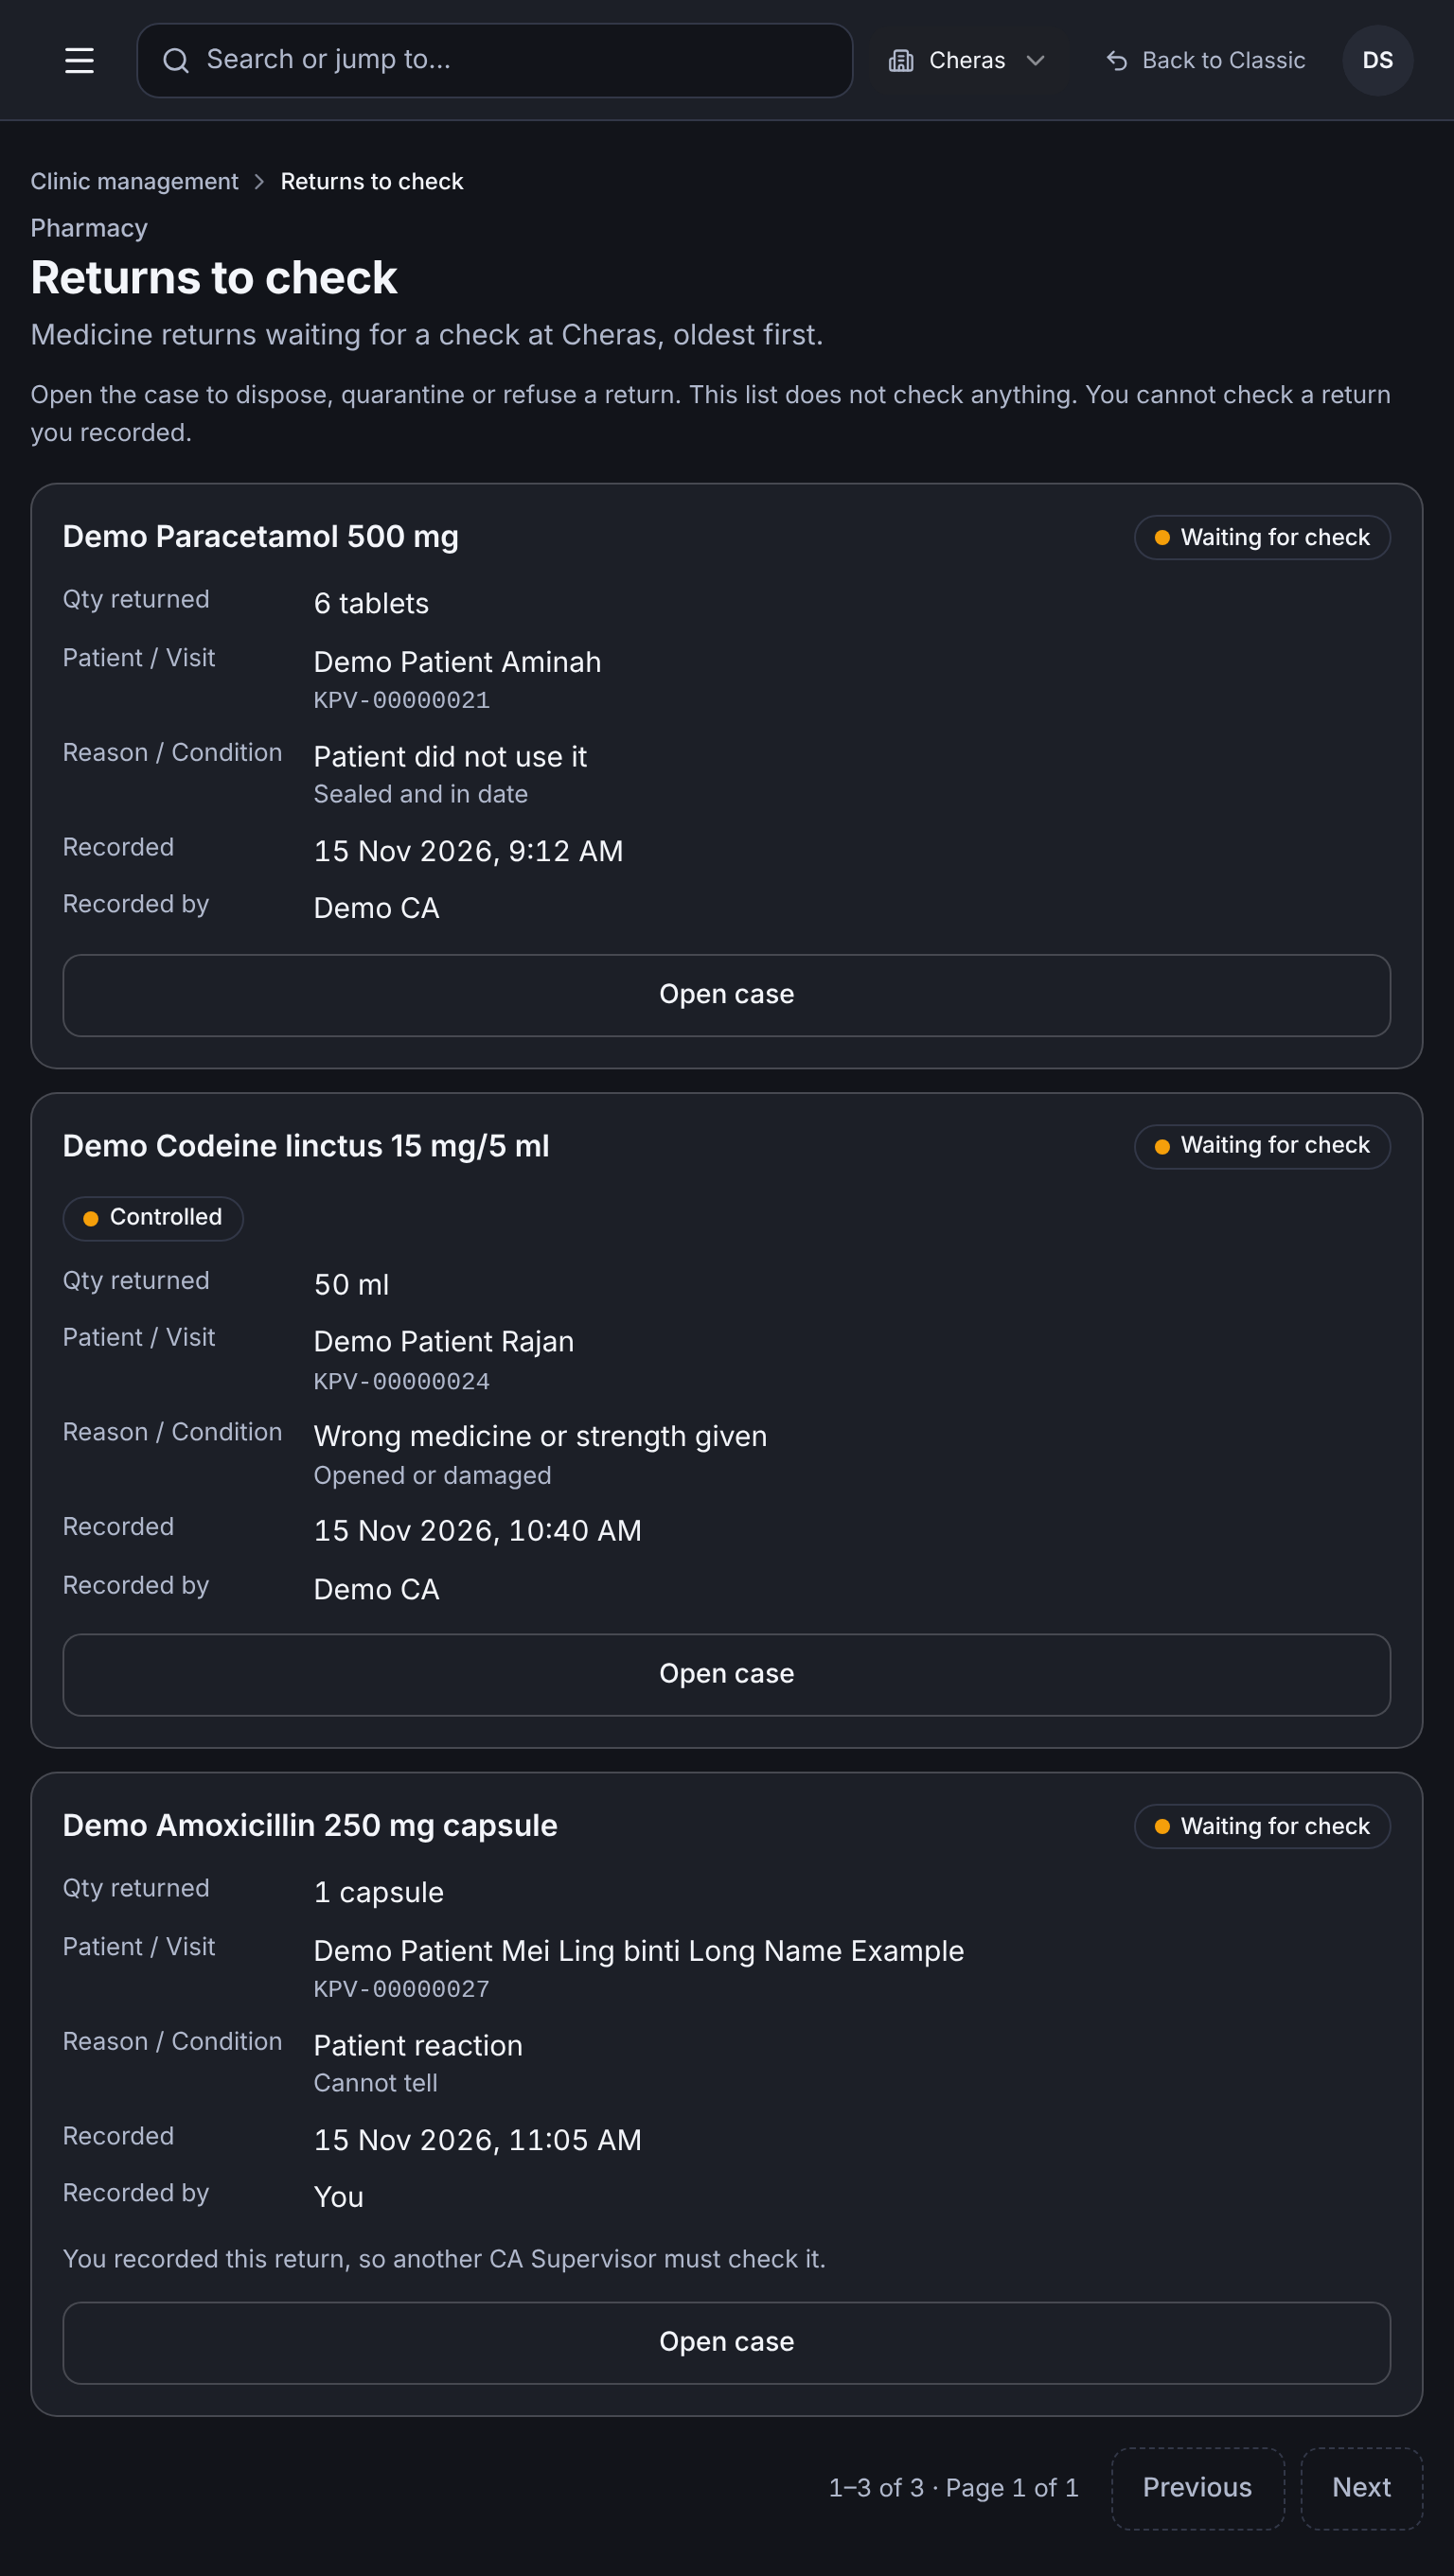 Search or jump to...
Cheras
Back to Classic
DS
Clinic management > Returns to check
Pharmacy
Returns to check
Medicine returns waiting for a check at Cheras, oldest first.
Open the case to dispose, quarantine or refuse a return. This list does not check anything. You cannot check a return
you recorded.
Demo Paracetamol 500 mg
Waiting for check
Qty returned
6 tablets
Patient / Visit
Demo Patient Aminah
KPV-00000021
Reason / Condition
Patient did not use it
Sealed and in date
Recorded
15 Nov 2026, 9:12 AM
Recorded by
Demo CA
Open case
Demo Codeine linctus 15 mg/5 ml
Waiting for check
Controlled
Qty returned
50 ml
Patient / Visit
Demo Patient Rajan
KPV-00000024
Reason / Condition
Wrong medicine or strength given
Opened or damaged
Recorded
15 Nov 2026, 10:40 AM
Recorded by
Demo CA
Open case
Demo Amoxicillin 250 mg capsule
Waiting for check
Qty returned
1 capsule
Patient / Visit
Demo Patient Mei Ling binti Long Name Example
KPV-00000027
Reason / Condition
Patient reaction
Cannot tell
Recorded
15 Nov 2026, 11:05 AM
Recorded by
You
You recorded this return, so another CA Supervisor must check it.
Open case
1–3 of 3 · Page 1 of 1
Previous
Next